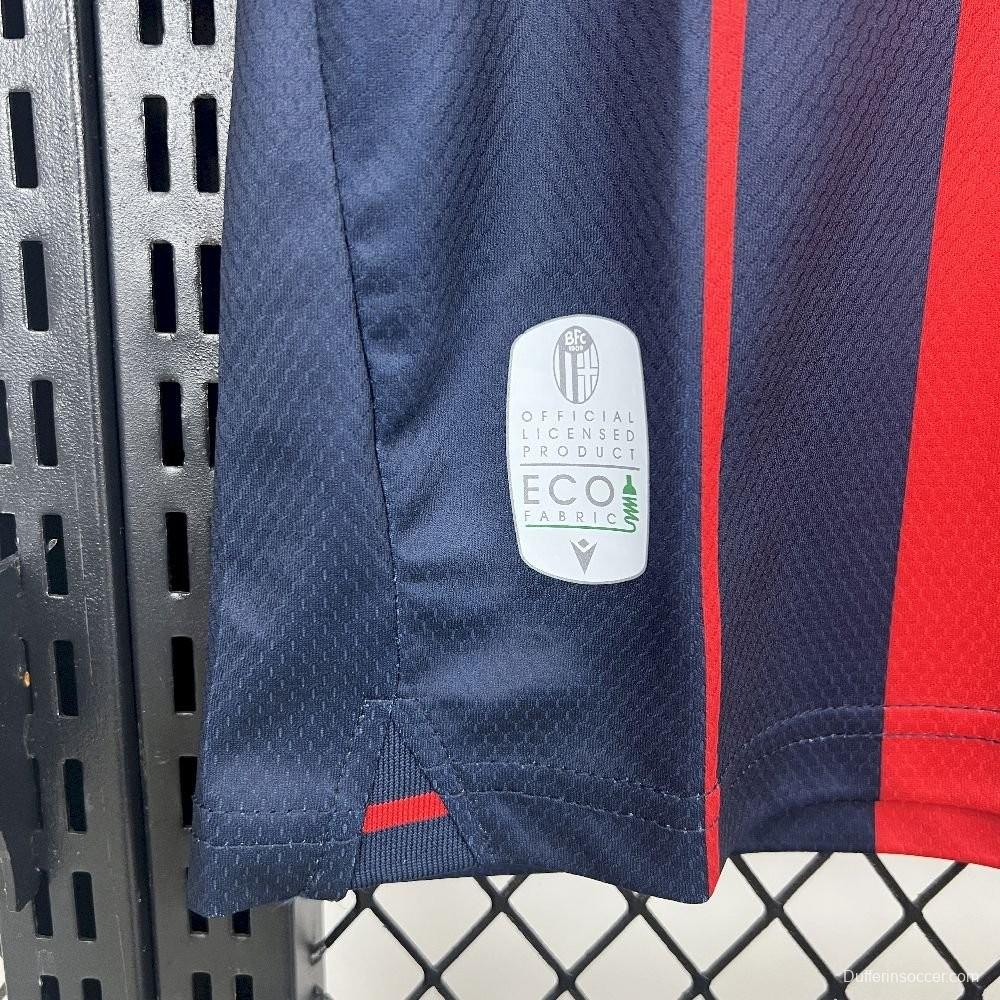 BFC
1909
OFFICIAL
LICENSED
PRODUCT
ECO
FABRIC
Dufferinsoccer.com